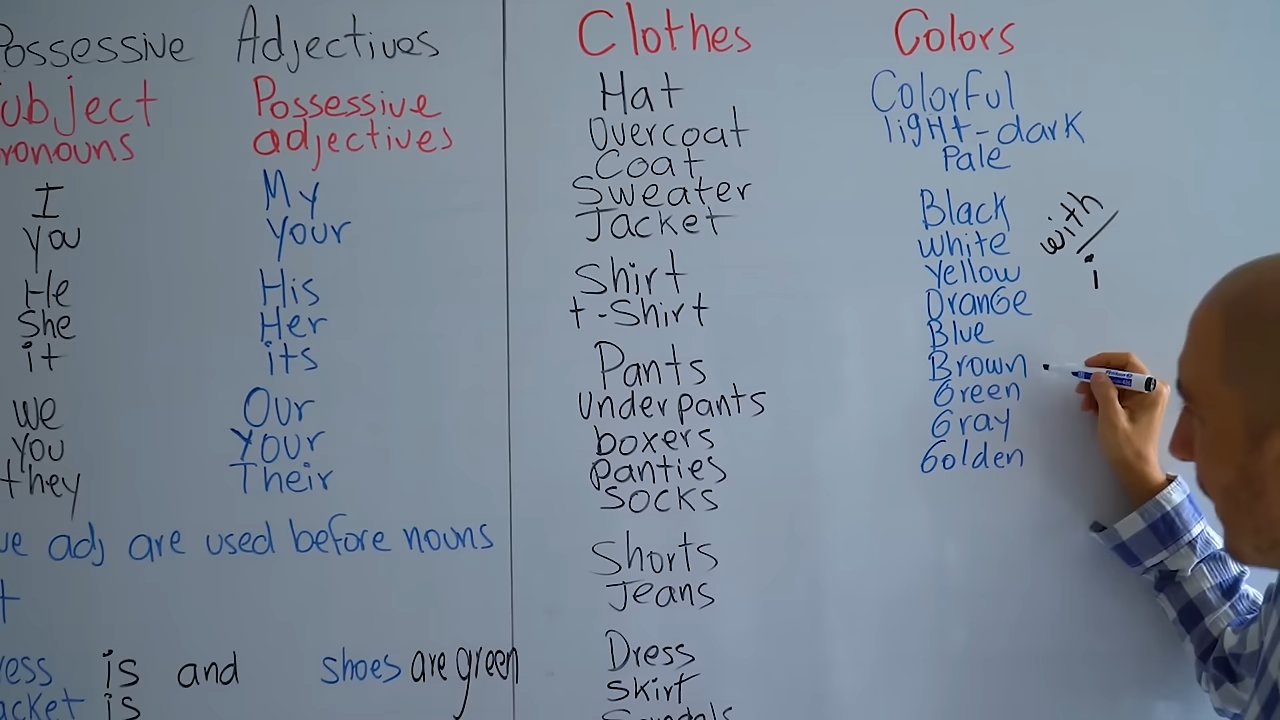 Possessive Adjectives
ubject Possessive
ronouns adjectives
I My
you your
He His
She Her
it its
we Our
you your
they Their
ve adj are used before nouns
t
ess is and shoes are green
acket is
Clothes
Hat
Overcoat
Coat
Sweater
Jacket
Shirt
t-Shirt
Pants
Underpants
boxers
panties
socks
Shorts
Jeans
Dress
Skirt
Colors
Colorful
light-dark
Pale
Black
white
Yellow
Orange
Blue
Brown
Green
Gray
Golden
with
i